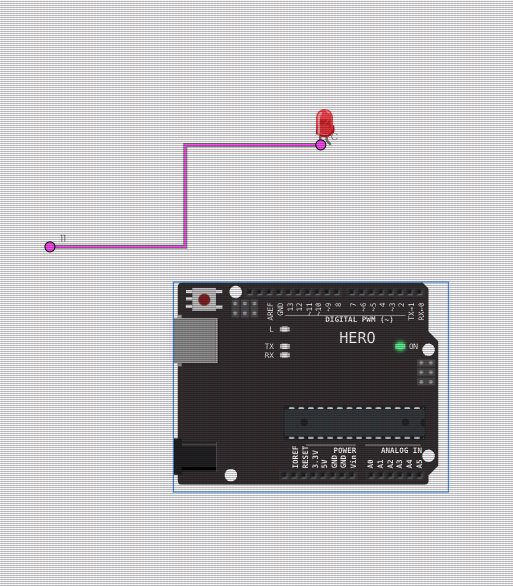 AREF
GND
13
12
~11
~10
~9
8
7
~6
~5
4
~3
2
TX→1
RX←0
DIGITAL PWM (~)
L
TX
RX
HERO
ON
POWER
ANALOG IN
IOREF
RESET
3.3V
5V
GND
GND
Vin
A0
A1
A2
A3
A4
A5